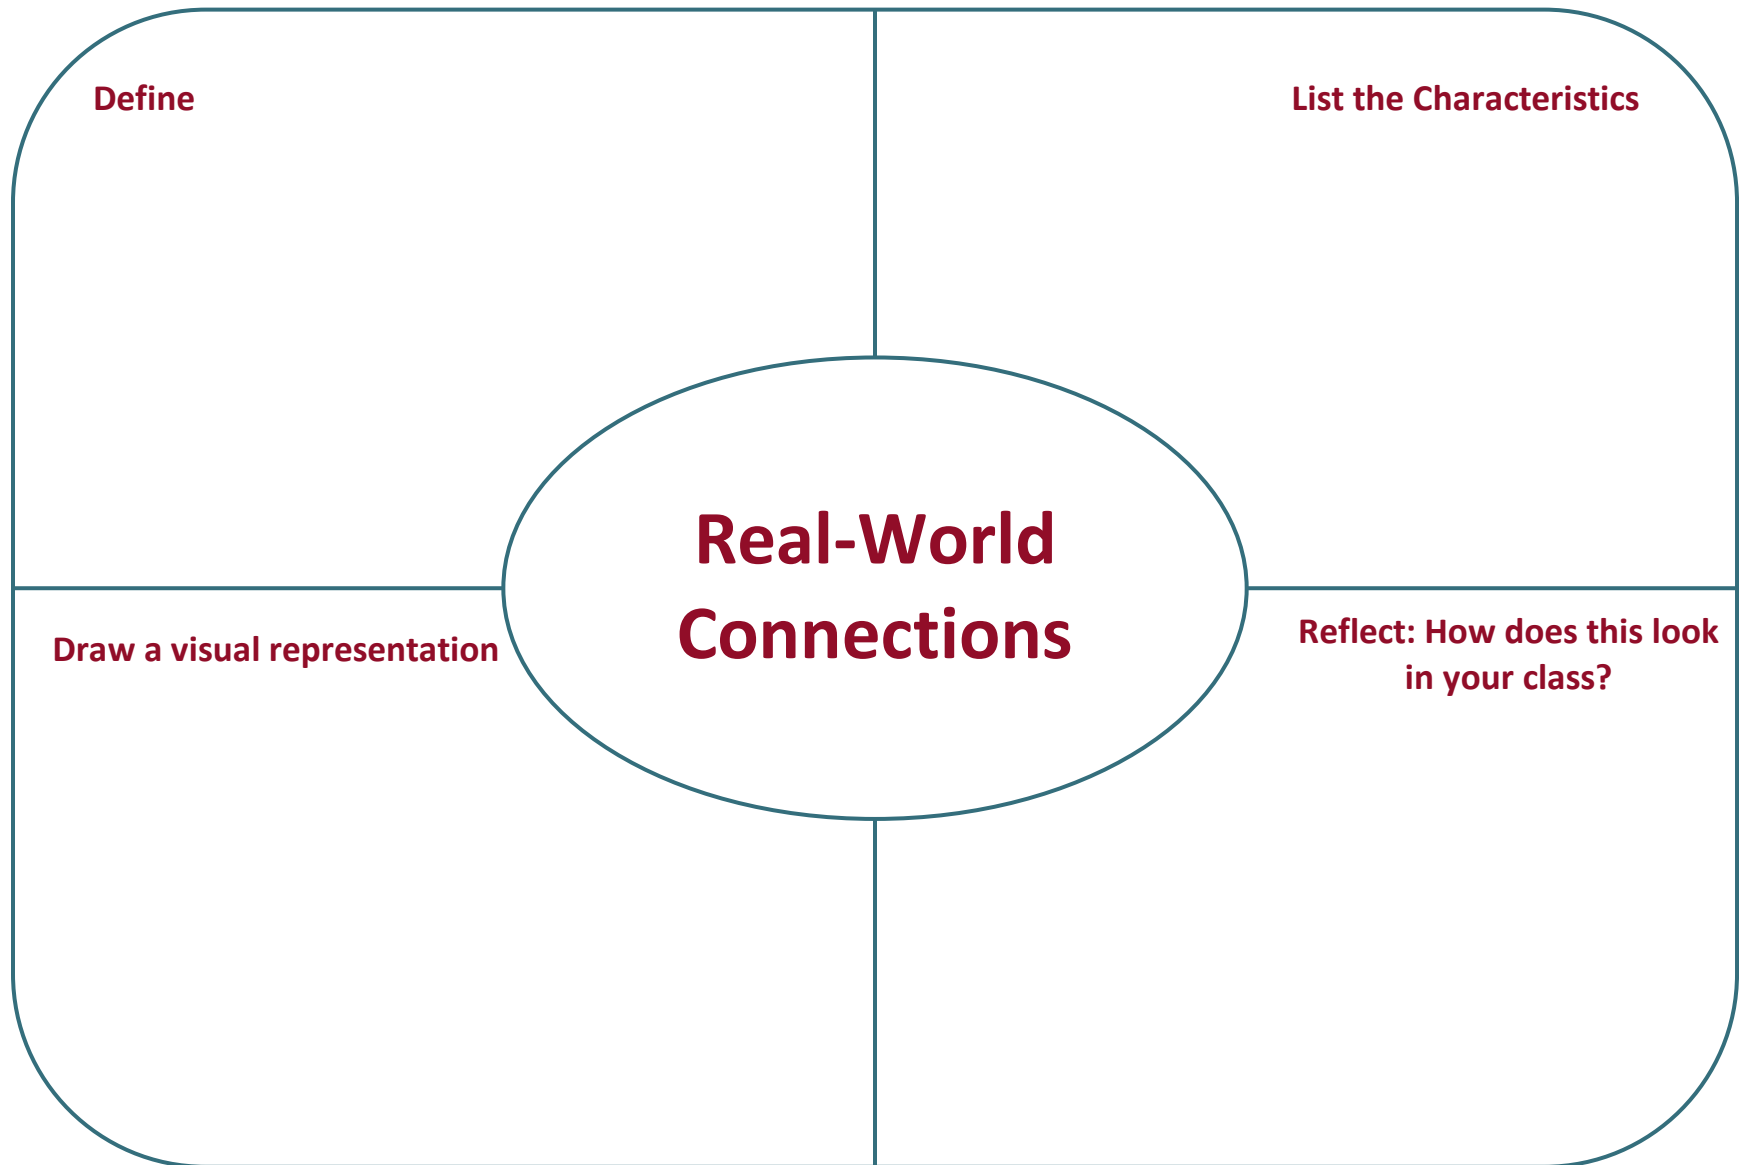 Define
List the Characteristics
Real-World
Connections
Draw a visual representation
Reflect: How does this look
in your class?